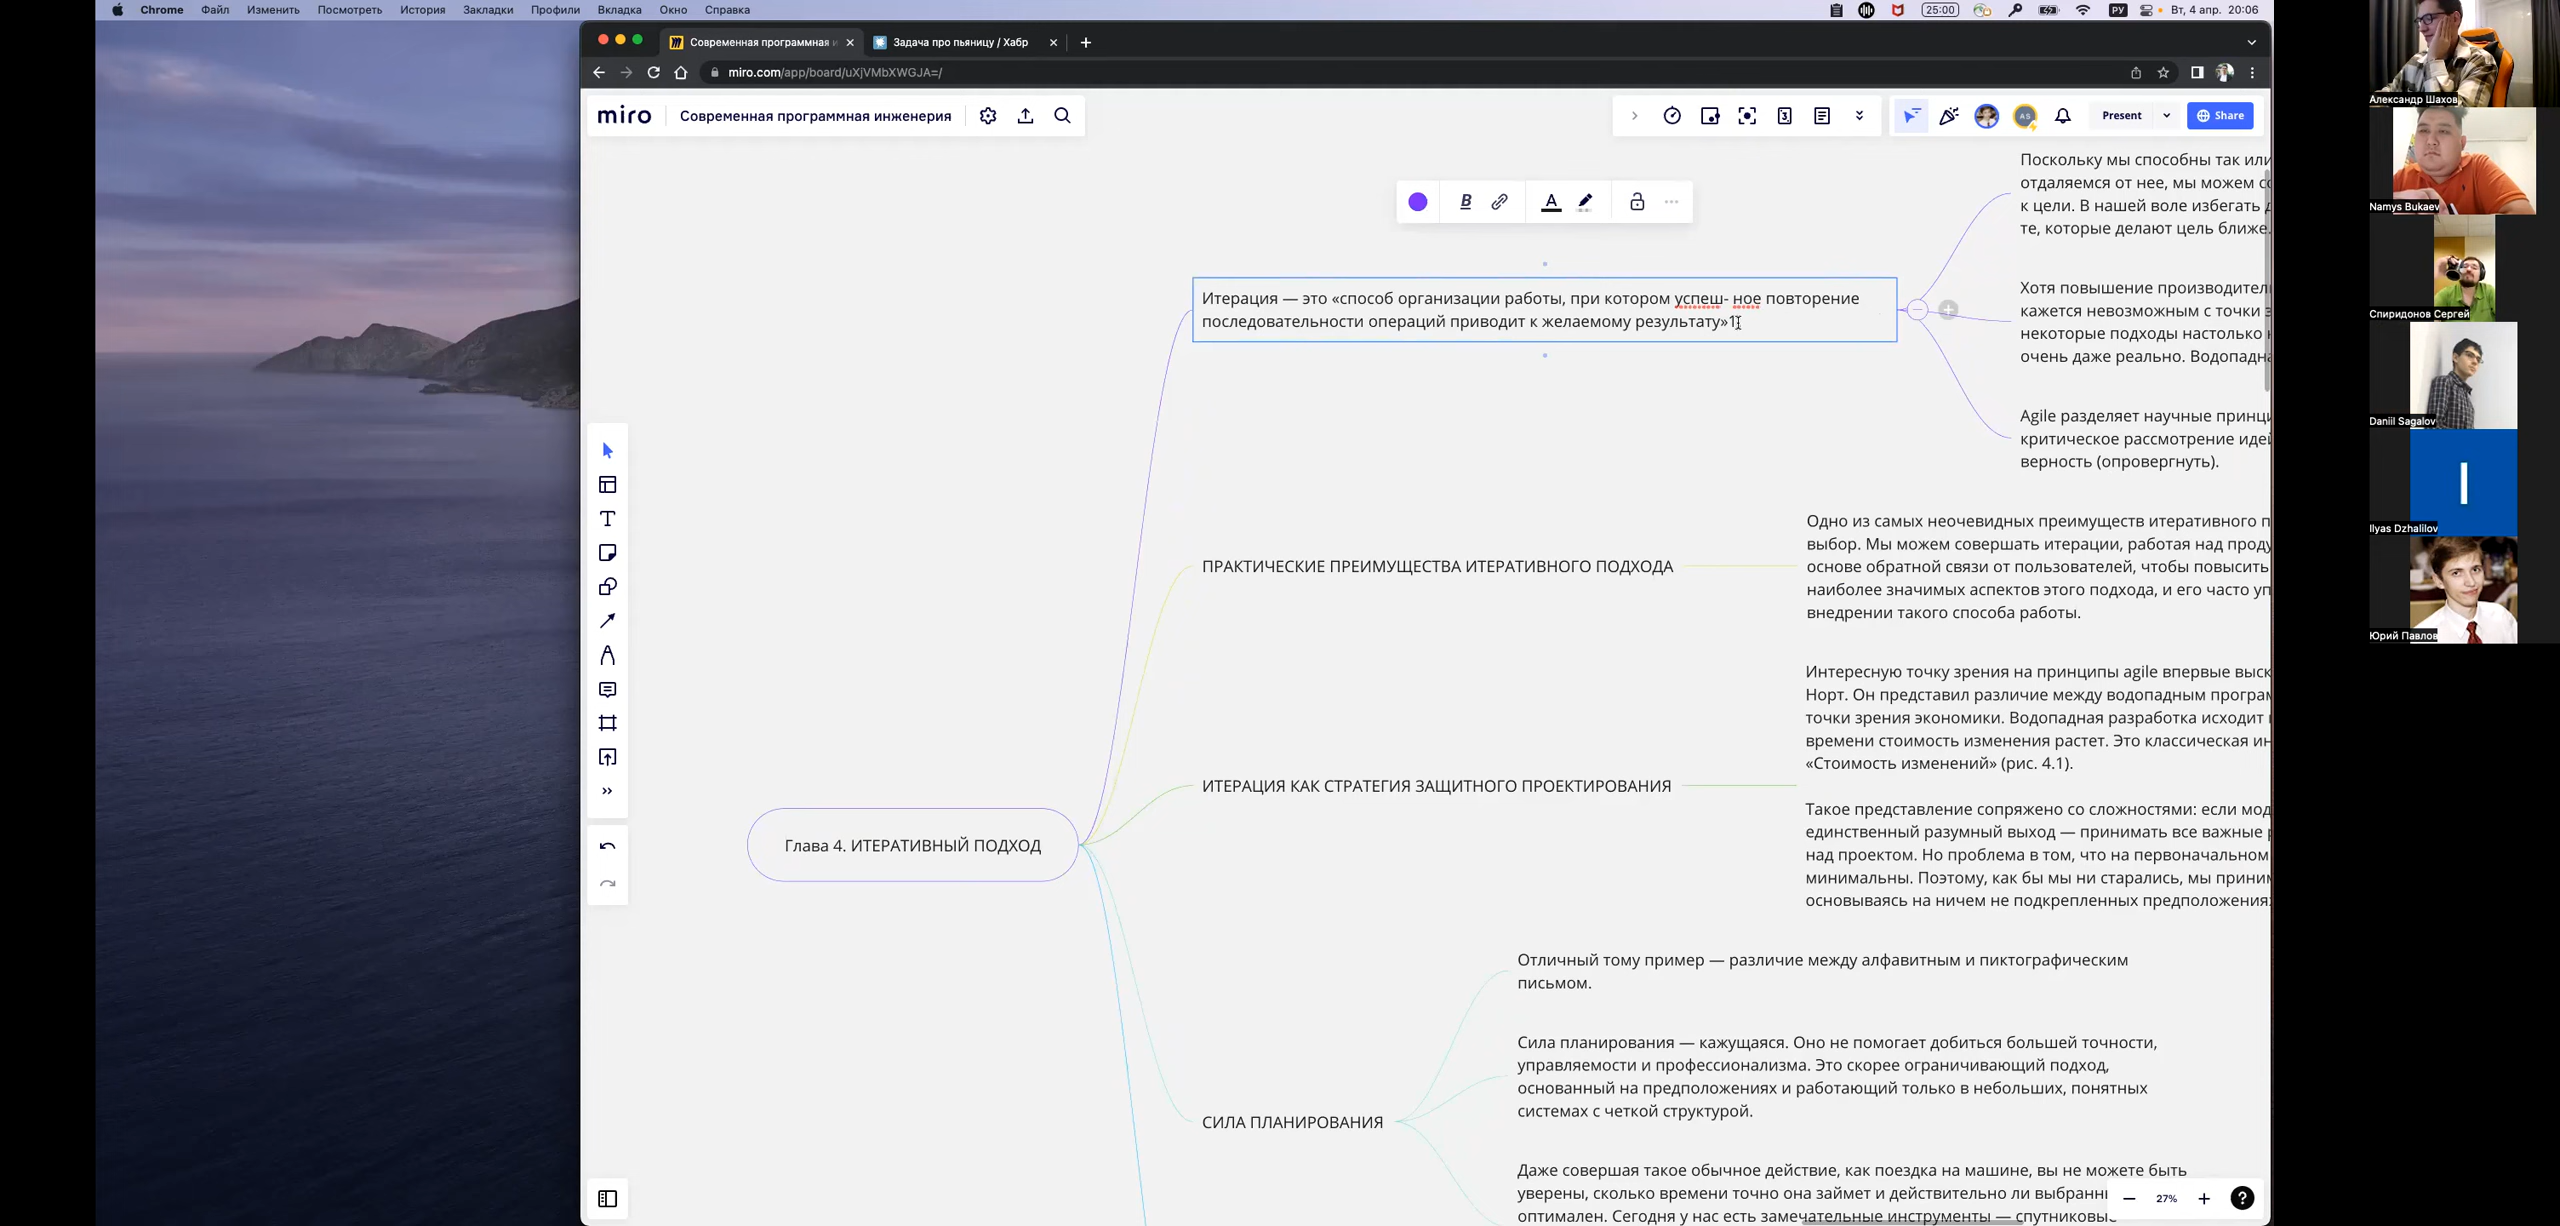 Chrome Файл Изменить Посмотреть История Закладки Профили Вкладка Окно Справка
25:00 РУ Вт, 4 апр. 20:06
Современная программная и
Задача про пьяницу / Хабр
miro.com/app/board/uXjVMbXWGJA=/
miro Современная программная инженерия
AS Present Share
B A
Поскольку мы способны так или
отдаляемся от нее, мы можем
к цели. В нашей воле избегать
те, которые делают цель ближе.
Итерация — это «способ организации работы, при котором успеш- ное повторение
последовательности операций приводит к желаемому результату»1
Хотя повышение
кажется невозможным с точки
некоторые подходы настолько
очень даже реально.
Agile разделяет научные
критическое рассмотрение
верность (опровергнуть).
Одно из самых неочевидных преимуществ итеративного п
выбор. Мы можем совершать итерации, работая над
основе обратной связи от пользователей, чтобы повысить
наиболее значимых аспектов этого подхода, и его часто
внедрении такого способа работы.
ПРАКТИЧЕСКИЕ ПРЕИМУЩЕСТВА ИТЕРАТИВНОГО ПОДХОДА
Интересную точку зрения на принципы agile впервые
Норт. Он представил различие между водопадным
точки зрения экономики. Водопадная разработка исходит
времени стоимость изменения растет. Это классическая
«Стоимость изменений» (рис. 4.1).
ИТЕРАЦИЯ КАК СТРАТЕГИЯ ЗАЩИТНОГО ПРОЕКТИРОВАНИЯ
Такое представление сопряжено со сложностями: если
единственный разумный выход — принимать все важные
над проектом. Но проблема в том, что на первоначальном
минимальны. Поэтому, как бы мы ни старались, мы
основываясь на ничем не подкрепленных
Глава 4. ИТЕРАТИВНЫЙ ПОДХОД
Отличный тому пример — различие между алфавитным и пиктографическим
письмом.
Сила планирования — кажущаяся. Оно не помогает добиться большей точности,
управляемости и профессионализма. Это скорее ограничивающий подход,
основанный на предположениях и работающий только в небольших, понятных
системах с четкой структурой.
СИЛА ПЛАНИРОВАНИЯ
Даже совершая такое обычное действие, как поездка на машине, вы не можете быть
уверены, сколько времени точно она займет и действительно ли
оптимален. Сегодня у нас есть замечательные инструменты — спутниковые
27%
Александр Шахов
Namys Bukaev
Спиридонов Сергей
Daniil Sagalov
I
Ilyas Dzhalilov
Юрий Павлов